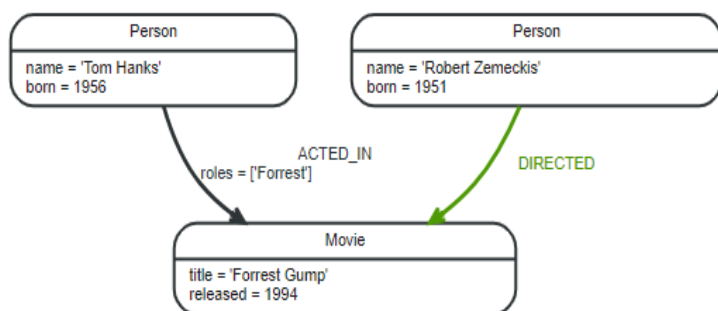 Person
name = 'Tom Hanks'
born = 1956
Person
name = 'Robert Zemeckis'
born = 1951
ACTED_IN
roles = ['Forrest']
DIRECTED
Movie
title = 'Forrest Gump'
released = 1994